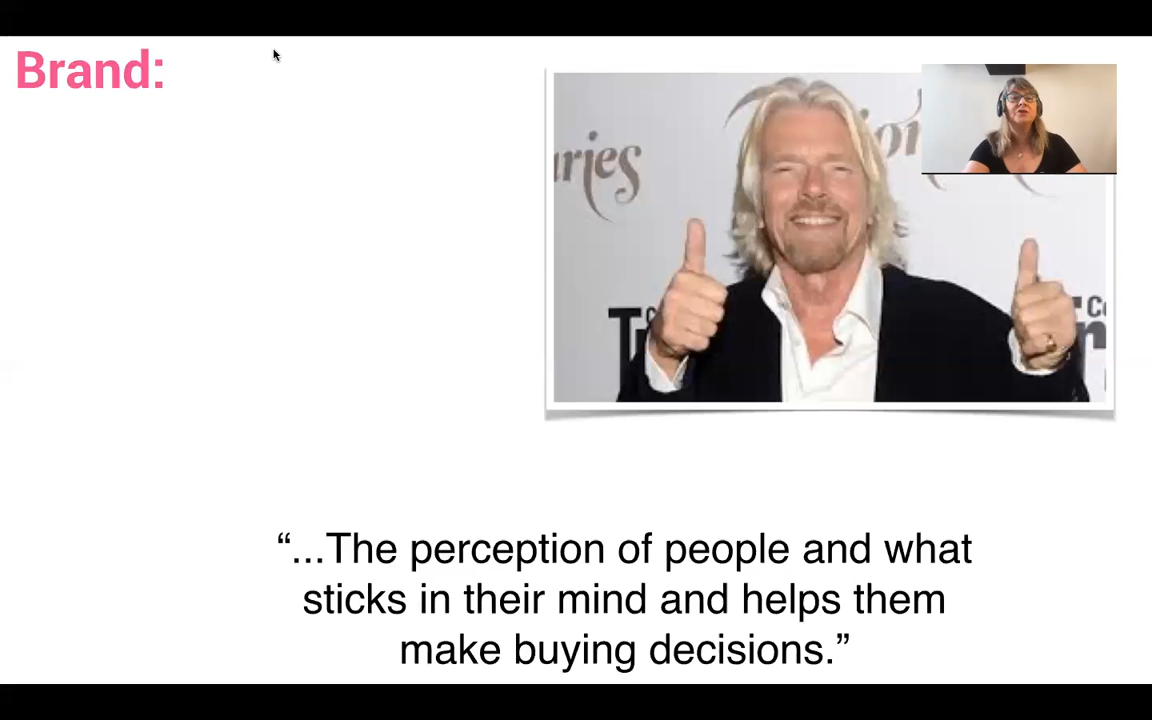 Brand:
“...The perception of people and what
sticks in their mind and helps them
make buying decisions.”